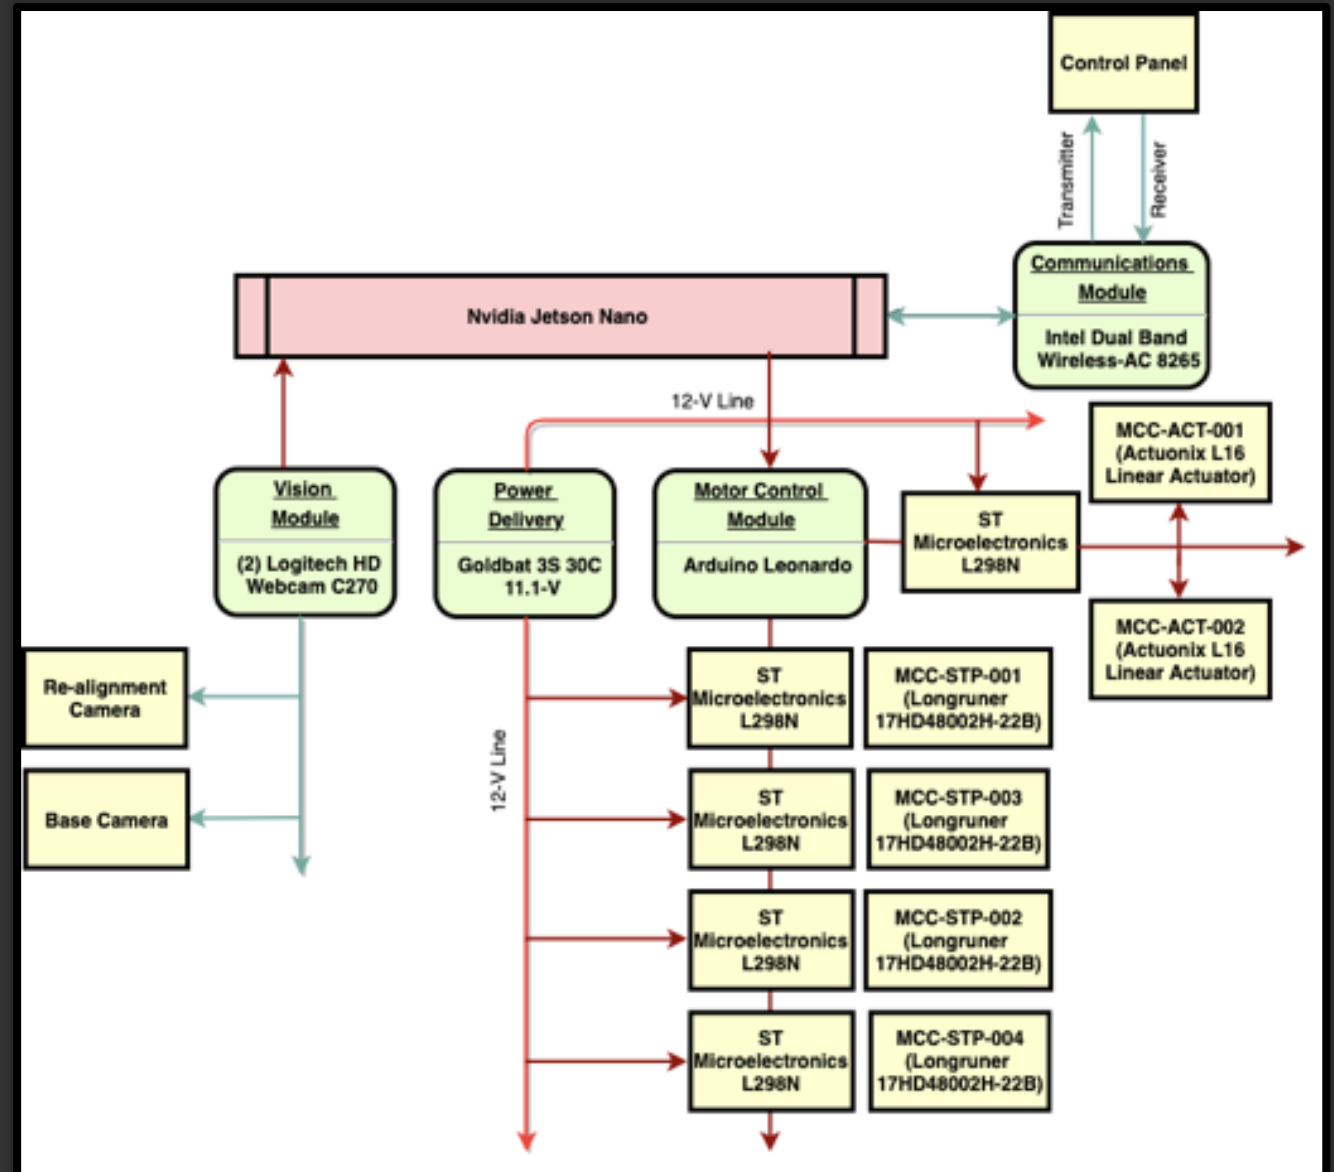 Control Panel
Transmitter
Receiver
Communications
Module
Intel Dual Band
Wireless-AC 8265
Nvidia Jetson Nano
12-V Line
Vision
Module
(2) Logitech HD
Webcam C270
Power
Delivery
Goldbat 3S 30C
11.1-V
Motor Control
Module
Arduino Leonardo
ST
Microelectronics
L298N
MCC-ACT-001
(Actuonix L16
Linear Actuator)
MCC-ACT-002
(Actuonix L16
Linear Actuator)
Re-alignment
Camera
Base Camera
12-V Line
ST
Microelectronics
L298N
MCC-STP-001
(Longruner
17HD48002H-22B)
ST
Microelectronics
L298N
MCC-STP-003
(Longruner
17HD48002H-22B)
ST
Microelectronics
L298N
MCC-STP-002
(Longruner
17HD48002H-22B)
ST
Microelectronics
L298N
MCC-STP-004
(Longruner
17HD48002H-22B)